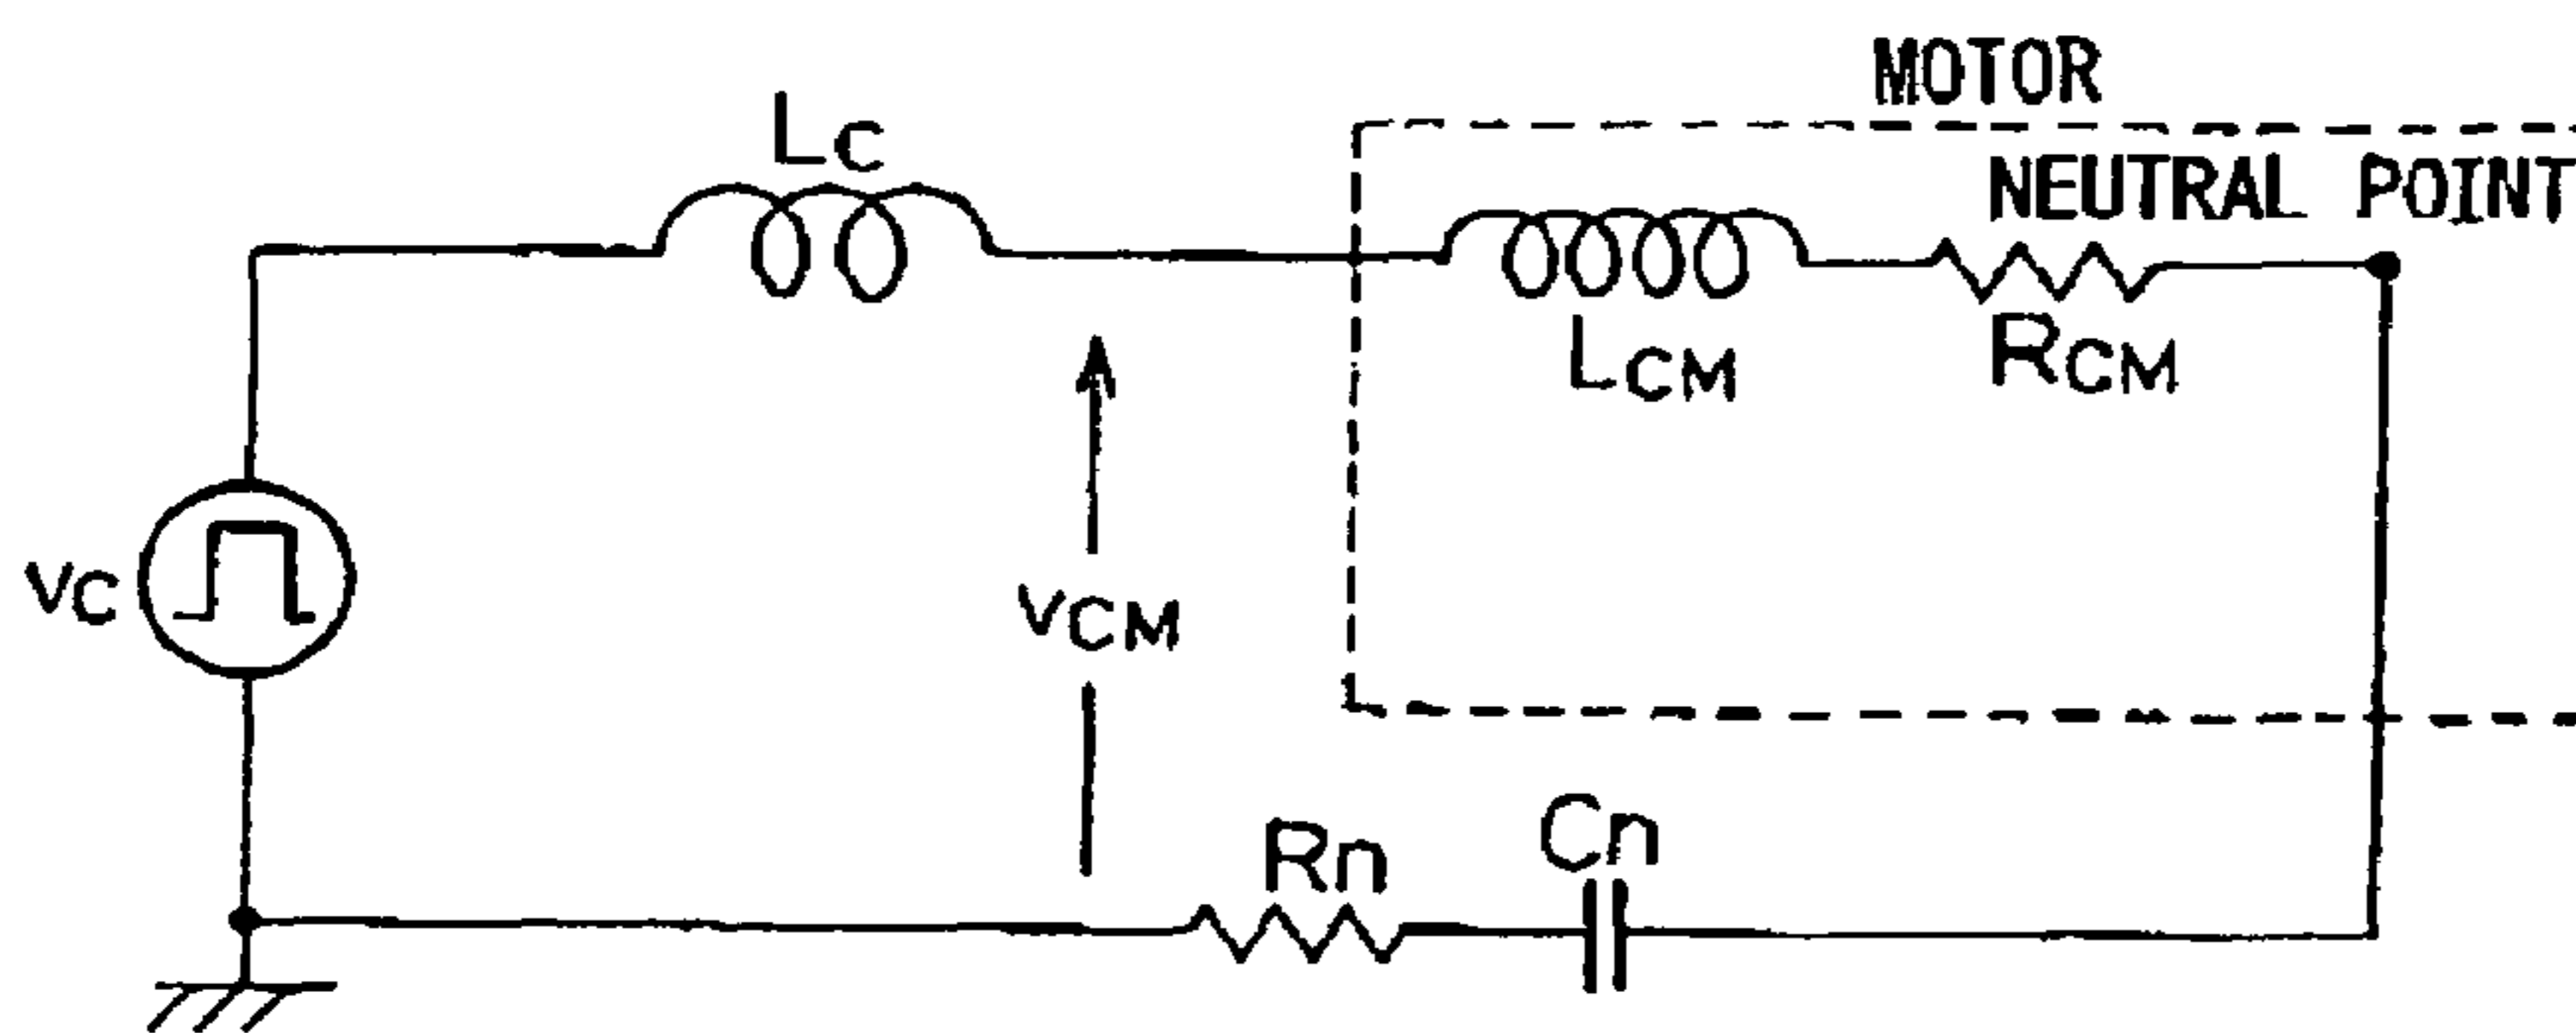 MOTOR
LC
NEUTRAL POINT
LCM
RCM
vC
vCM
Rn
Cn